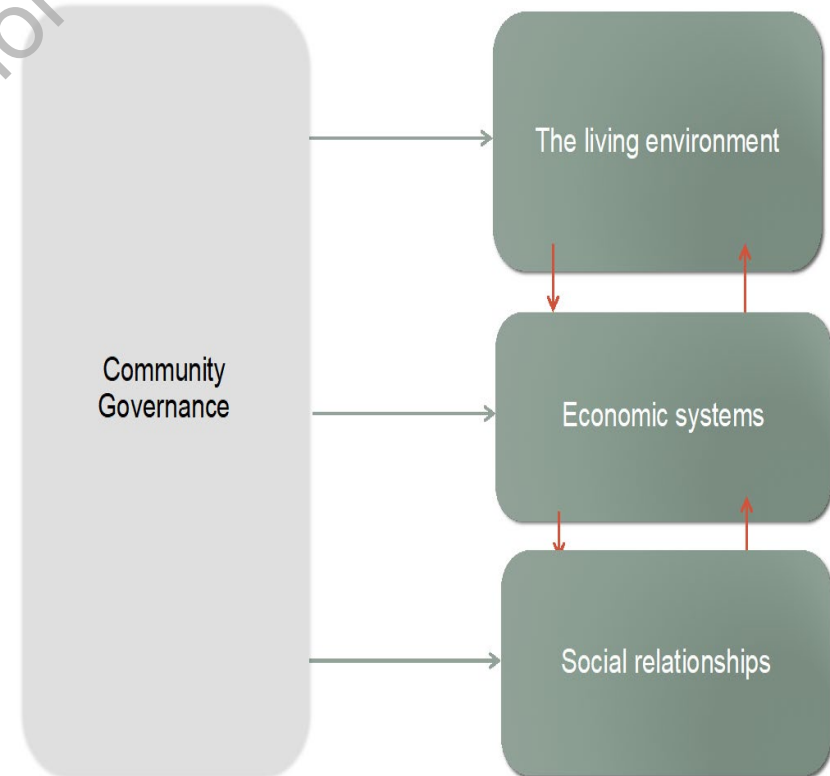 Community
Governance
The living environment
Economic systems
Social relationships